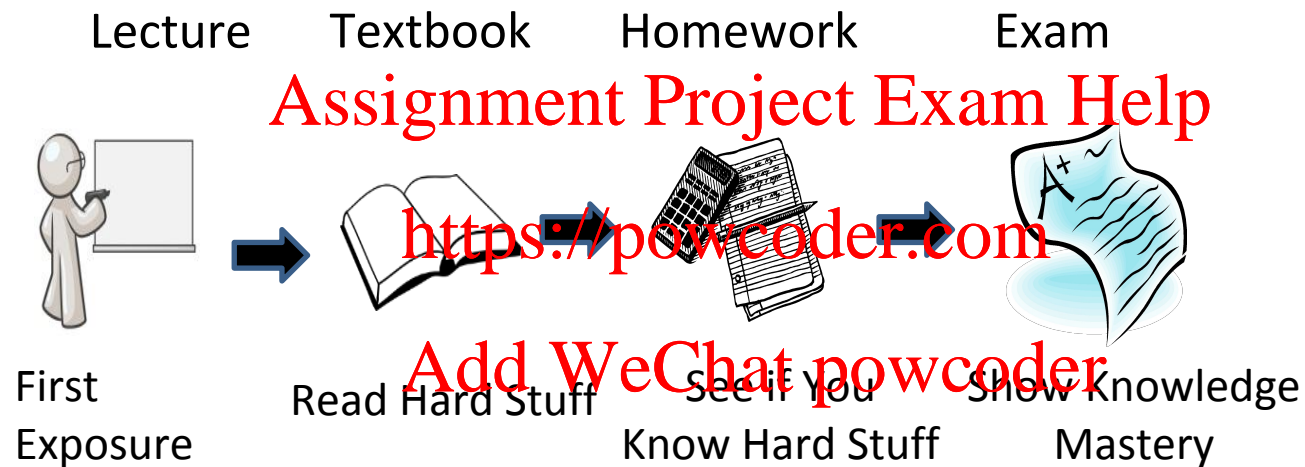 Lecture Textbook Homework Exam
Assignment Project Exam Help
A+
https://powcoder.com
Add WeChat powcoder
First Read Hard Stuff See if You Show Knowledge
Exposure Know Hard Stuff Mastery